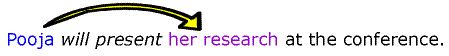 Pooja will present her research at the conference.